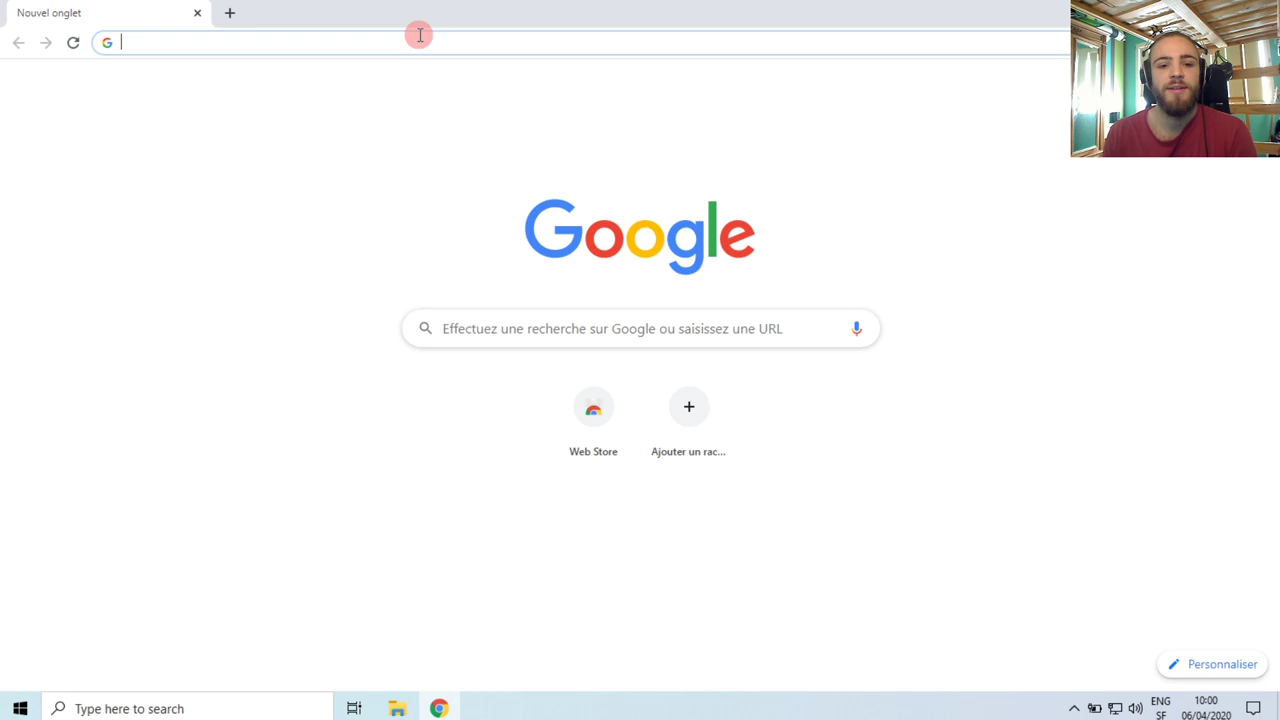 Nouvel onglet
Google
Effectuez une recherche sur Google ou saisissez une URL
Web Store
Ajouter un rac...
Personnaliser
Type here to search
ENG
SF
10:00
06/04/2020